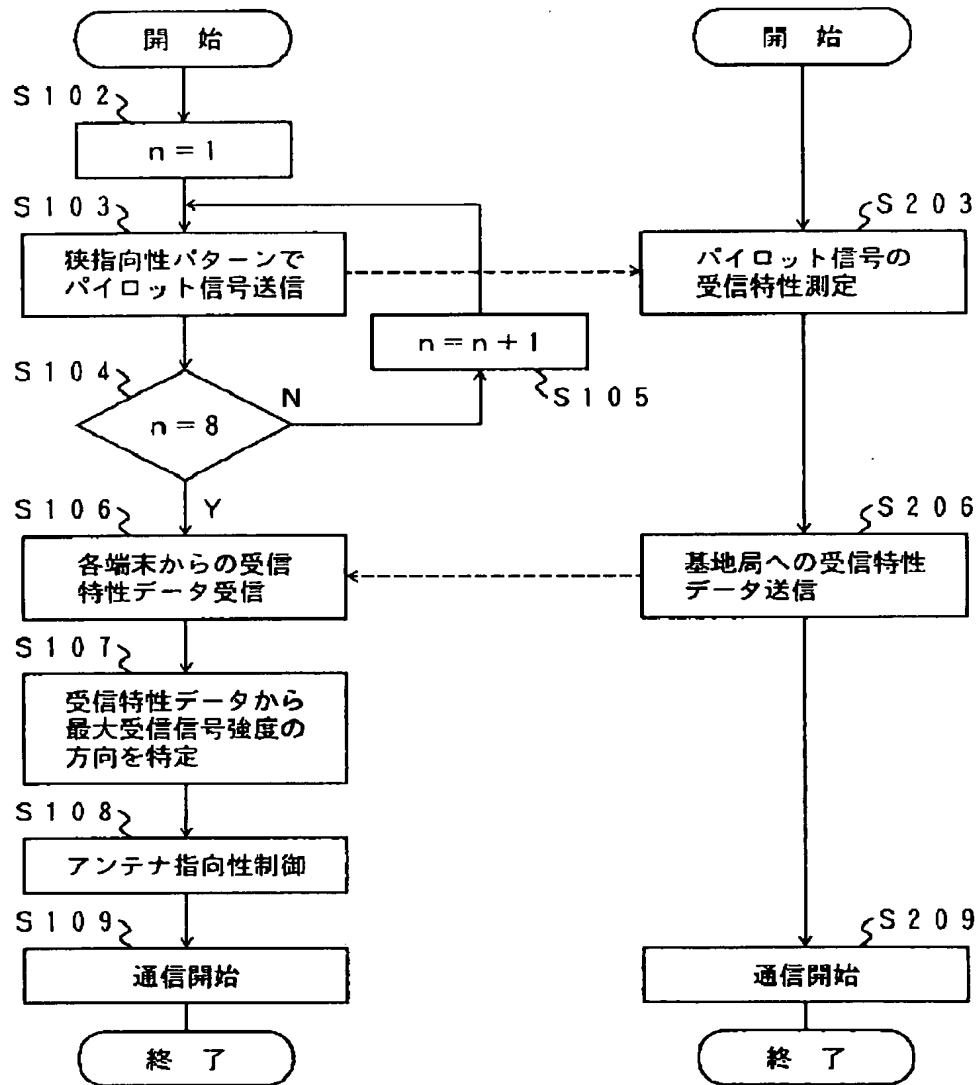 開 始
S102
n=1
S103
狭指向性パターンで
パイロット信号送信
n=n+1
S105
S104
n=8
N
Y
S106
各端末からの受信
特性データ受信
S107
受信特性データから
最大受信信号強度の
方向を特定
S108
アンテナ指向性制御
S109
通信開始
終 了
開 始
S203
パイロット信号の
受信特性測定
S206
基地局への受信特性
データ送信
S209
通信開始
終 了